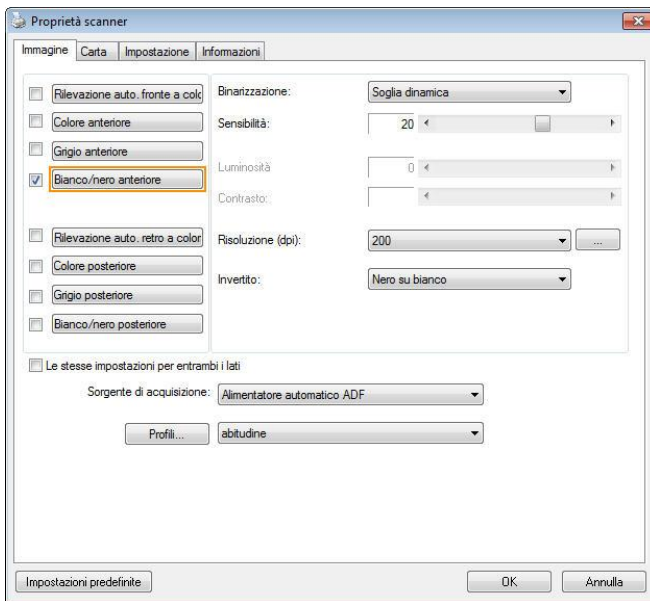 Proprietà scanner
Immagine Carta Impostazione Informazioni
Rilevazione auto. fronte a colc
Colore anteriore
Grigio anteriore
Bianco/nero anteriore
Rilevazione auto. retro a color
Colore posteriore
Grigio posteriore
Bianco/nero posteriore
Binarizzazione: Soglia dinamica
Sensibilità: 20
Luminosità 0
Contrasto:
Risoluzione (dpi): 200 ...
Invertito: Nero su bianco
Le stesse impostazioni per entrambi i lati
Sorgente di acquisizione: Alimentatore automatico ADF
Profili... abitudine
Impostazioni predefinite OK Annulla